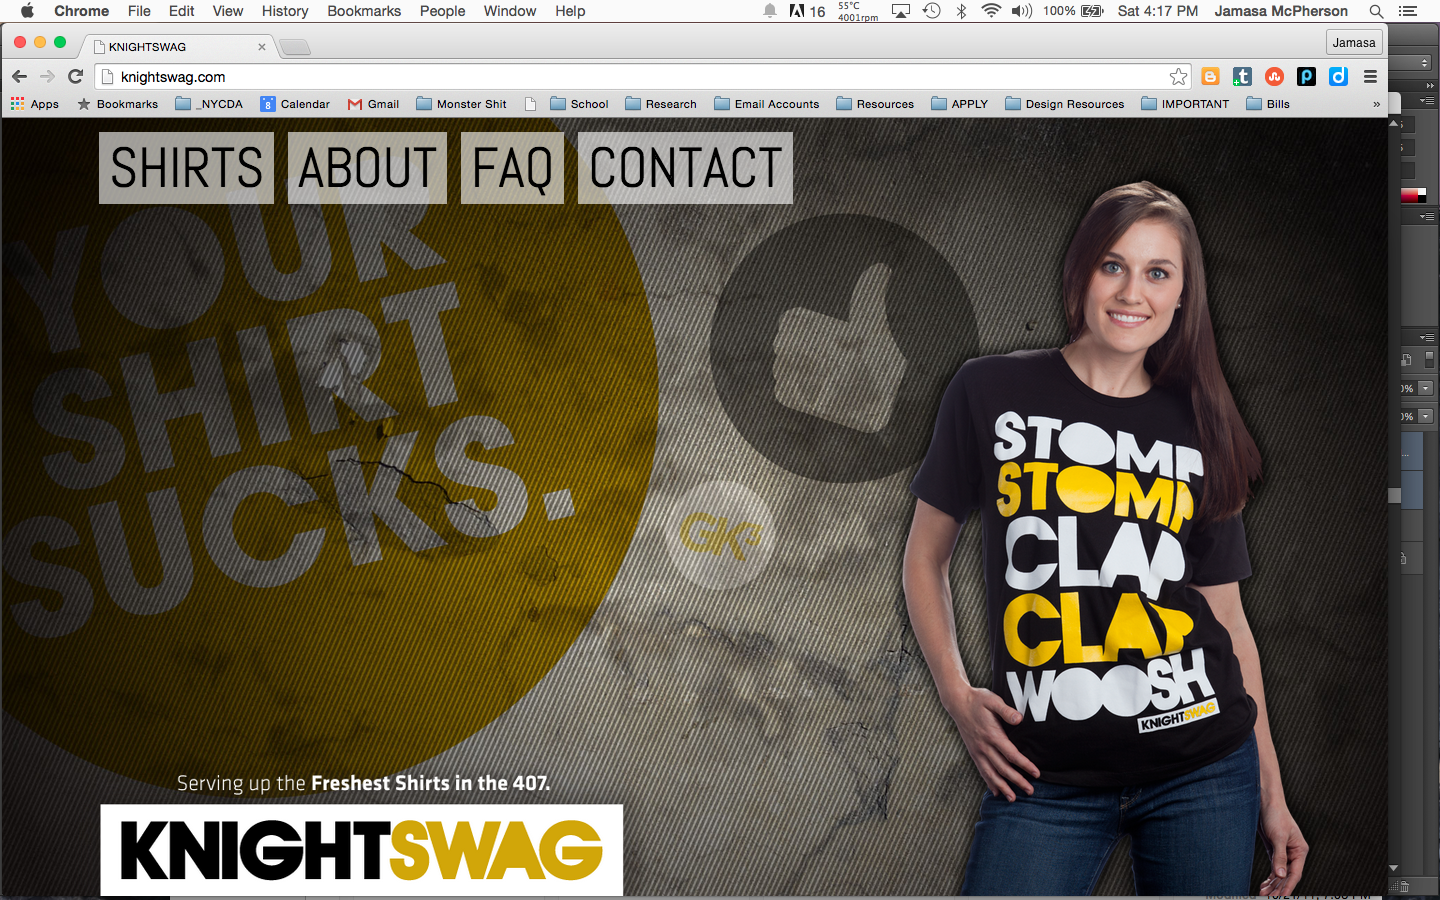 Chrome File Edit View History Bookmarks People Window Help 16 55°C 4001rpm 100% Sat 4:17 PM Jamasa McPherson
KNIGHTSWAG Jamasa
knightswag.com
Apps Bookmarks _NYCDA 8 Calendar Gmail Monster Shit School Research Email Accounts Resources APPLY Design Resources IMPORTANT Bills »
SHIRTS ABOUT FAQ CONTACT
YOUR
SHIRT
SUCKS.
GK3
STOMP
STOMP
CLAP
CLAP
WOOSH
KNIGHTSWAG
Serving up the Freshest Shirts in the 407.
KNIGHTSWAG